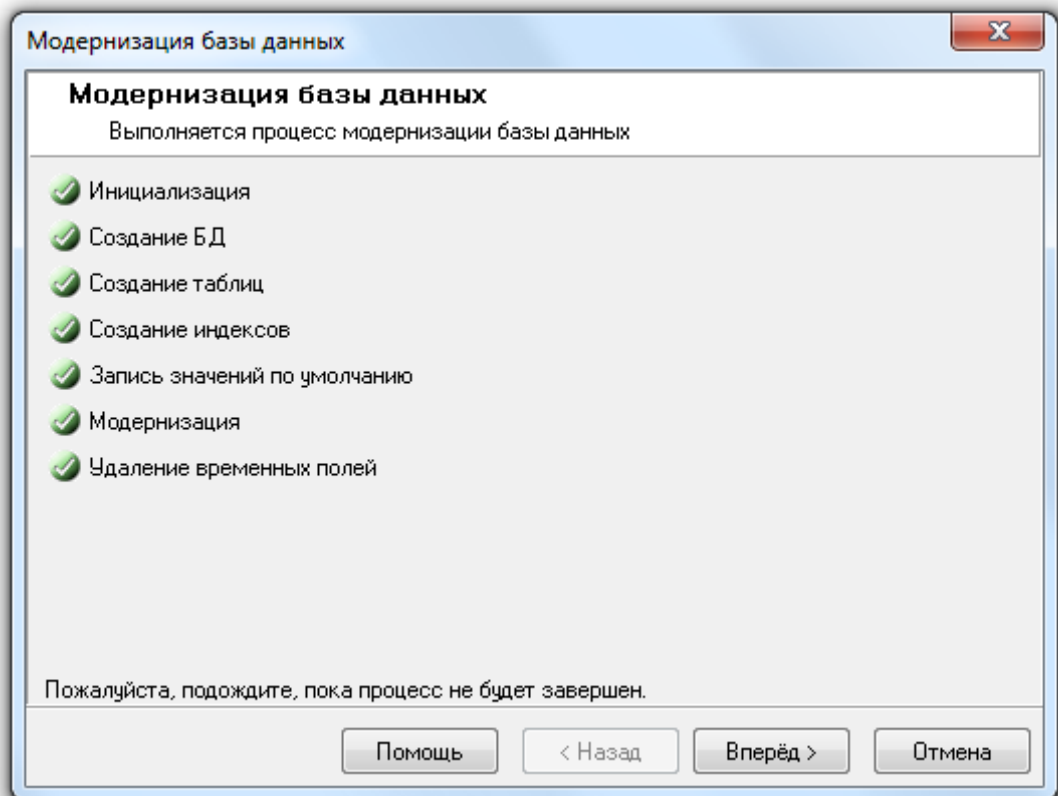 Модернизация базы данных
Модернизация базы данных
Выполняется процесс модернизации базы данных
Инициализация
Создание БД
Создание таблиц
Создание индексов
Запись значений по умолчанию
Модернизация
Удаление временных полей
Пожалуйста, подождите, пока процесс не будет завершен.
Помощь < Назад Вперёд > Отмена